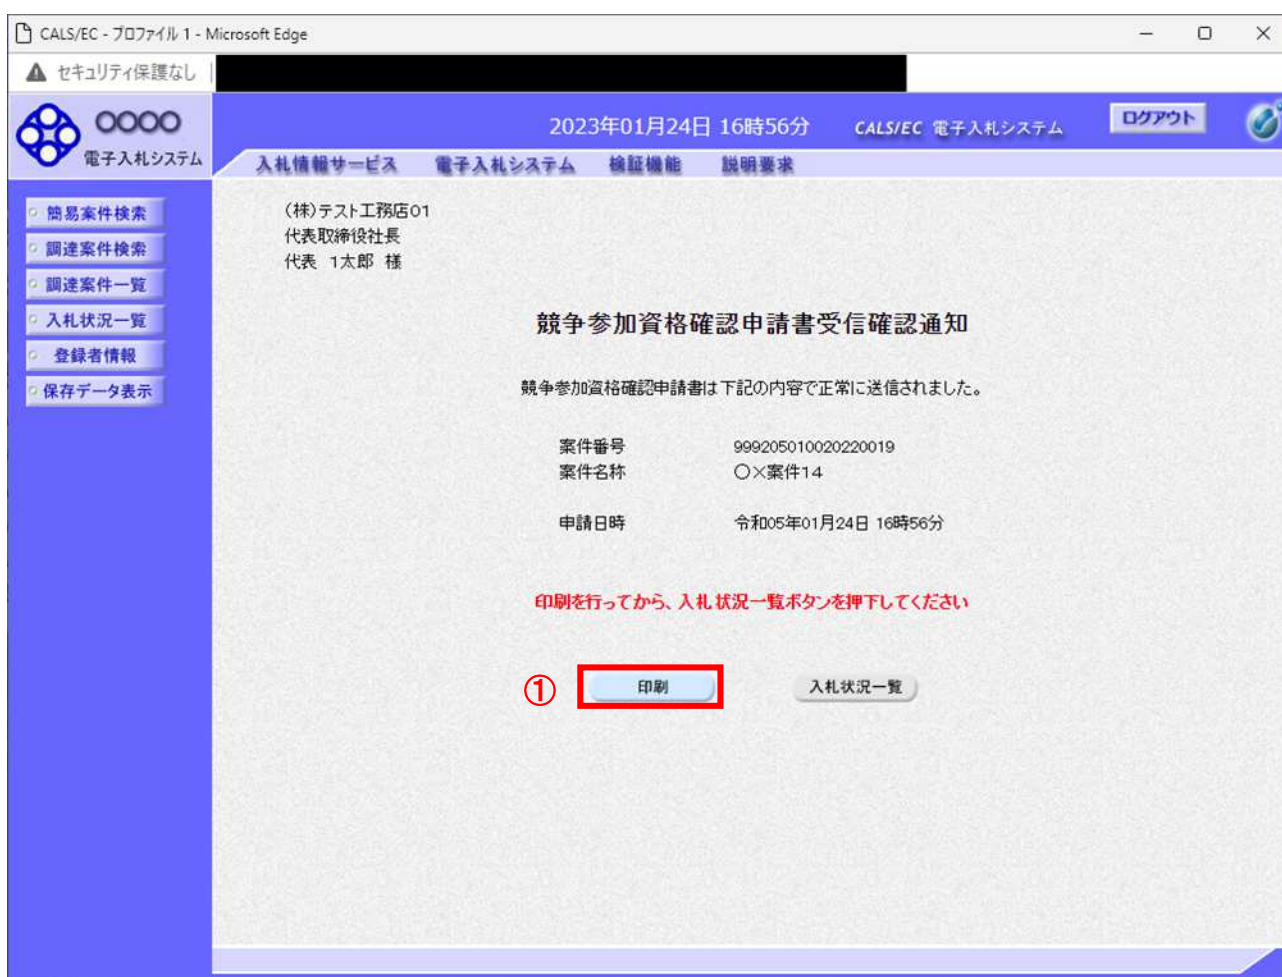 CALS/EC - プロファイル 1 - Microsoft Edge
セキュリティ保護なし
OOOO
電子入札システム
2023年01月24日 16時56分
CALS/EC 電子入札システム
ログアウト
入札情報サービス 電子入札システム 検証機能 説明要求
簡易案件検索
調達案件検索
調達案件一覧
入札状況一覧
登録者情報
保存データ表示
(株)テスト工務店01
代表取締役社長
代表 1太郎 様
競争参加資格確認申請書受信確認通知
競争参加資格確認申請書は下記の内容で正常に送信されました。
案件番号 999205010020220019
案件名称 〇×案件14
申請日時 令和05年01月24日 16時56分
印刷を行ってから、入札状況一覧ボタンを押下してください
① 印刷 入札状況一覧